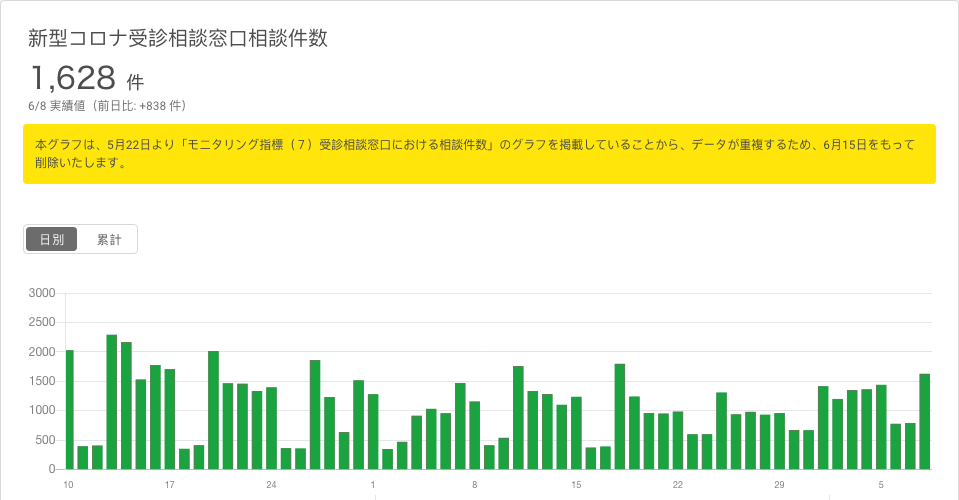 新型コロナ受診相談窓口相談件数
1,628 件
6/8 実績値（前日比: +838 件）
本グラフは、5月22日より「モニタリング指標（７）受診相談窓口における相談件数」のグラフを掲載していることから、データが重複するため、6月15日をもって
削除いたします。
日別 累計
3000
2500
2000
1500
1000
500
0
10 17 24 1 8 15 22 29 5